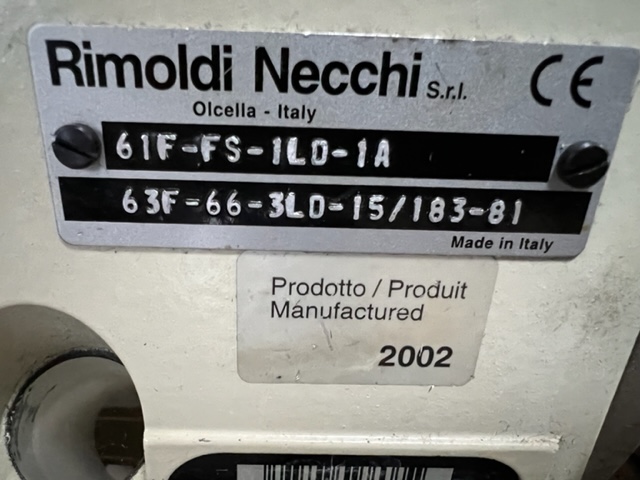 Rimoldi Necchi S.r.l.
CE
Olcella - Italy
61F-FS-1LD-1A
63F-66-3LD-15/183-81
Made in Italy
Prodotto / Produit
Manufactured
2002